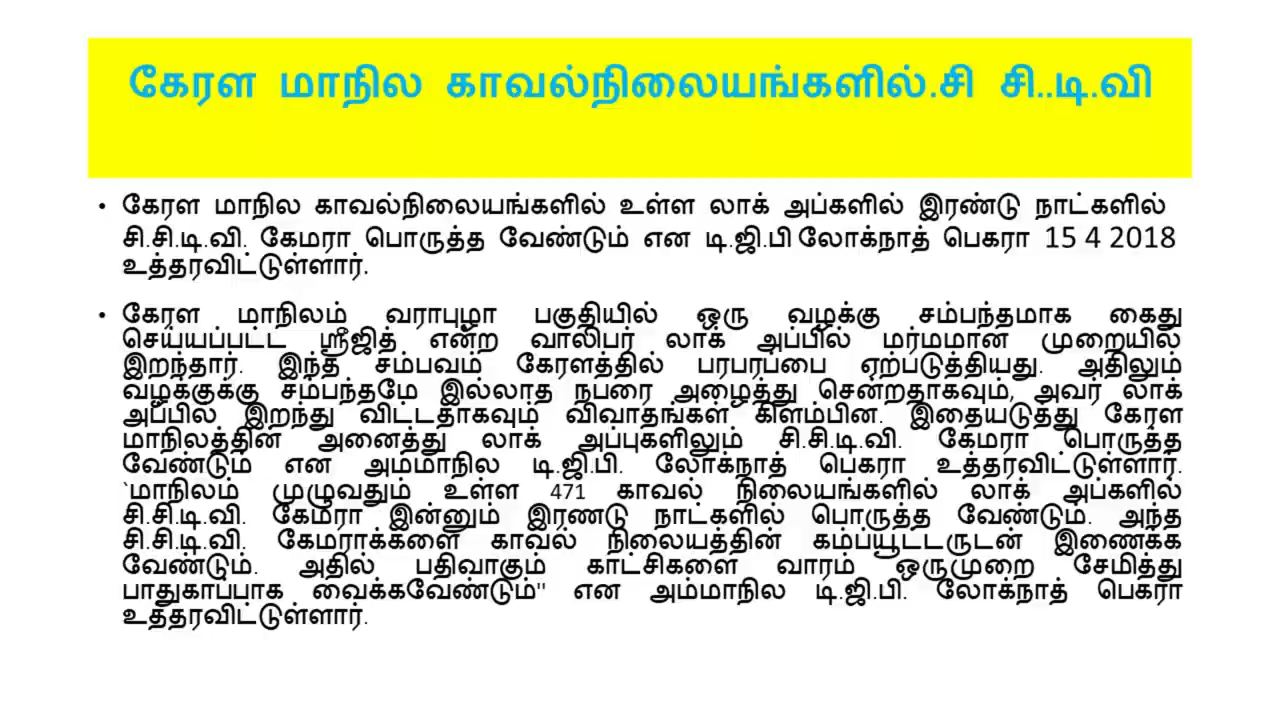 கேரள மாநில காவல்நிலையங்களில்.சி சி..டி.வி
• கேரள மாநில காவல்நிலையங்களில் உள்ள லாக் அப்களில் இரண்டு நாட்களில்
சி.சி.டி.வி. கேமரா பொருத்த வேண்டும் என டி.ஜி.பி லோக்நாத் பெகரா 15 4 2018
உத்தரவிட்டுள்ளார்.
• கேரள மாநிலம் வராபுழா பகுதியில் ஒரு வழக்கு சம்பந்தமாக கைது
செய்யப்பட்ட ஸ்ரீஜித் என்ற வாலிபர் லாக் அப்பில் மர்மமான முறையில்
இறந்தார். இந்த சம்பவம் கேரளத்தில் பரபரப்பை ஏற்படுத்தியது. அதிலும்
வழக்குக்கு சம்பந்தமே இல்லாத நபரை அழைத்து சென்றதாகவும், அவர் லாக்
அப்பில் இறந்து விட்டதாகவும் விவாதங்கள் கிளம்பின. இதையடுத்து கேரள
மாநிலத்தின் அனைத்து லாக் அப்புகளிலும் சி.சி.டி.வி. கேமரா பொருத்த
வேண்டும் என அம்மாநில டி.ஜி.பி. லோக்நாத் பெகரா உத்தரவிட்டுள்ளார்.
`மாநிலம் முழுவதும் உள்ள 471 காவல் நிலையங்களில் லாக் அப்களில்
சி.சி.டி.வி. கேமரா இன்னும் இரண்டு நாட்களில் பொருத்த வேண்டும். அந்த
சி.சி.டி.வி. கேமராக்களை காவல் நிலையத்தின் கம்ப்யூட்டருடன் இணைக்க
வேண்டும். அதில் பதிவாகும் காட்சிகளை வாரம் ஒருமுறை சேமித்து
பாதுகாப்பாக வைக்கவேண்டும்" என அம்மாநில டி.ஜி.பி. லோக்நாத் பெகரா
உத்தரவிட்டுள்ளார்.